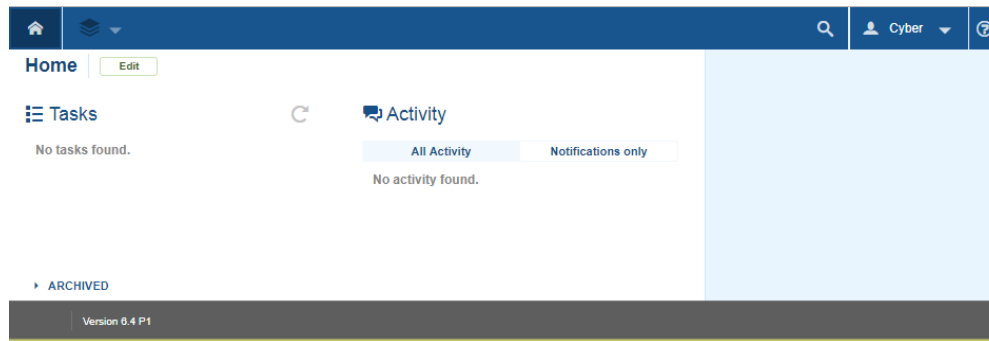 Cyber
Home Edit
Tasks
Activity
No tasks found.
All Activity Notifications only
No activity found.
ARCHIVED
Version 6.4 P1